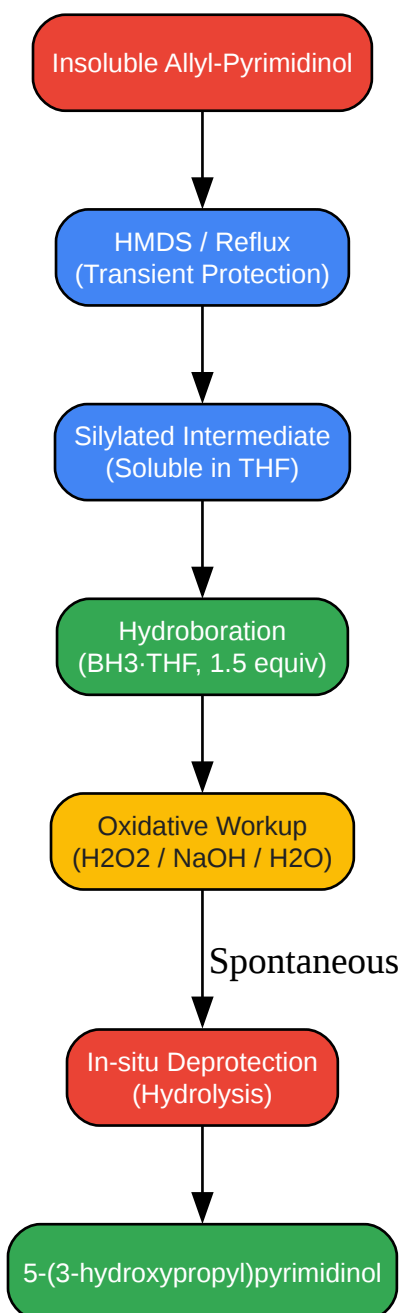 Insoluble Allyl-Pyrimidinol
HMDS / Reflux
(Transient Protection)
Silylated Intermediate
(Soluble in THF)
Hydroboration
(BH3·THF, 1.5 equiv)
Oxidative Workup
(H2O2 / NaOH / H2O)
Spontaneous
In-situ Deprotection
(Hydrolysis)
5-(3-hydroxypropyl)pyrimidinol